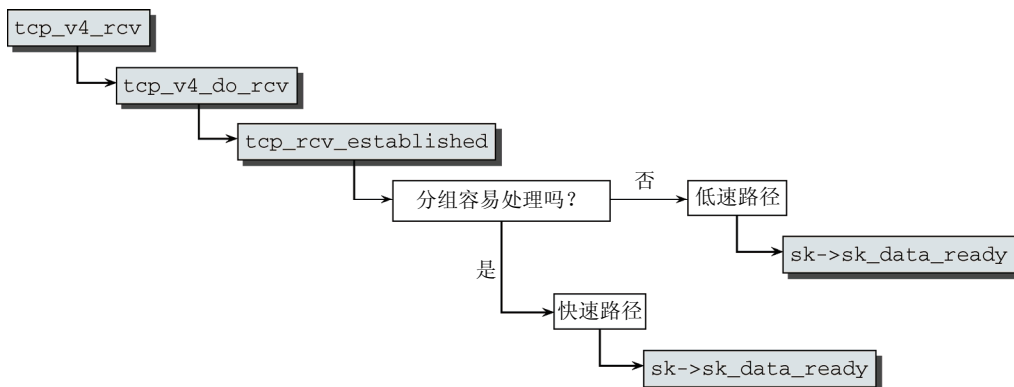 tcp_v4_rcv
tcp_v4_do_rcv
tcp_rcv_established
分组容易处理吗？
否
低速路径
sk->sk_data_ready
是
快速路径
sk->sk_data_ready